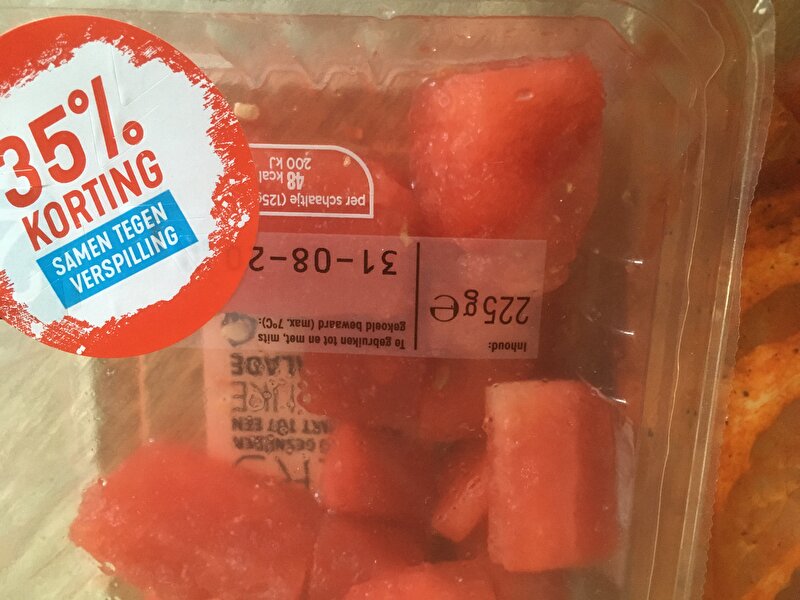 35%
KORTING
SAMEN TEGEN
VERSPILLING
per schaaltje (125g
48 kcal
200 kJ
Inhoud:
225g e
Te gebruiken tot en met, mits
gekoeld bewaard (max. 7°C):
31-08-20